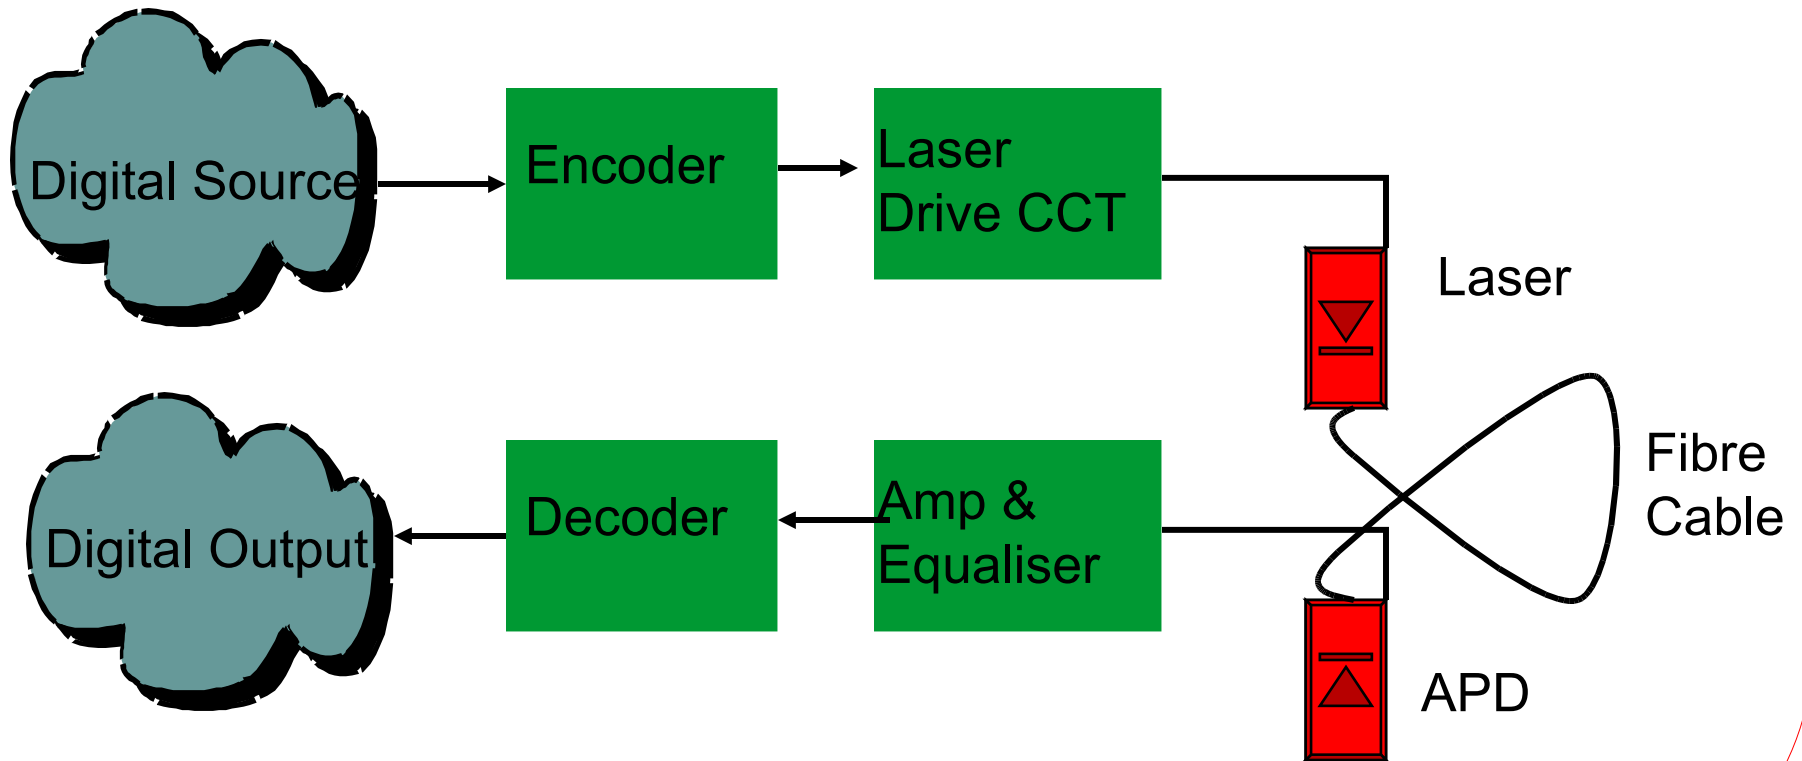 Digital Source
Encoder
Laser
Drive CCT
Laser
Fibre
Cable
Digital Output
Decoder
Amp &
Equaliser
APD